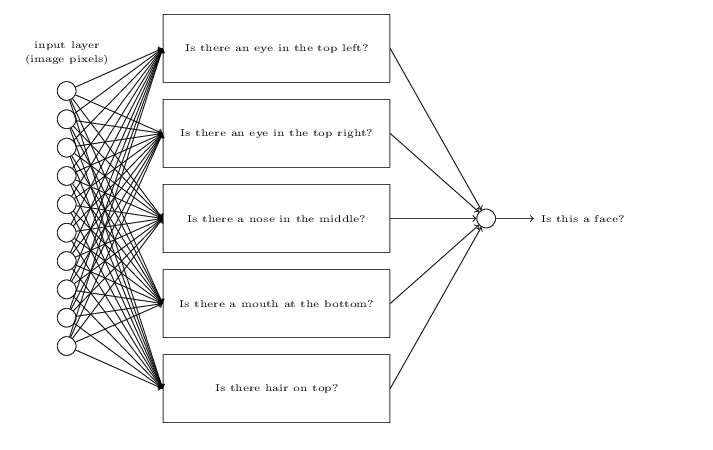 input layer
(image pixels)
Is there an eye in the top left?
Is there an eye in the top right?
Is there a nose in the middle?
Is there a mouth at the bottom?
Is there hair on top?
Is this a face?